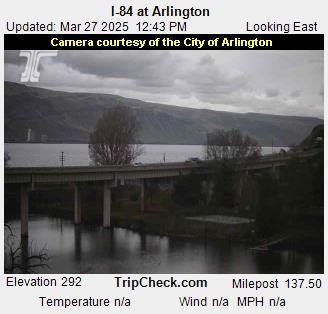 I-84 at Arlington
Updated: Mar 27 2025 12:43 PM Looking East
Camera courtesy of the City of Arlington
Elevation 292 TripCheck.com Milepost 137.50
Temperature n/a Wind n/a MPH n/a